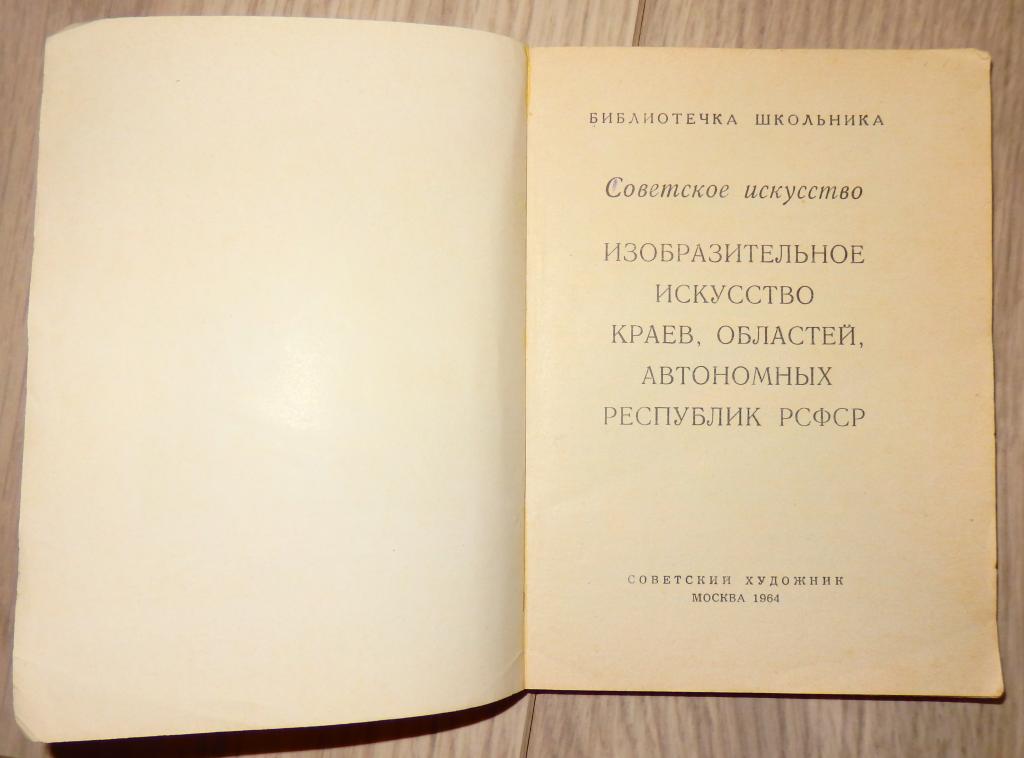 БИБЛИОТЕЧКА ШКОЛЬНИКА
Советское искусство
ИЗОБРАЗИТЕЛЬНОЕ
ИСКУССТВО
КРАЕВ, ОБЛАСТЕЙ,
АВТОНОМНЫХ
РЕСПУБЛИК РСФСР
СОВЕТСКИЙ ХУДОЖНИК
МОСКВА 1964